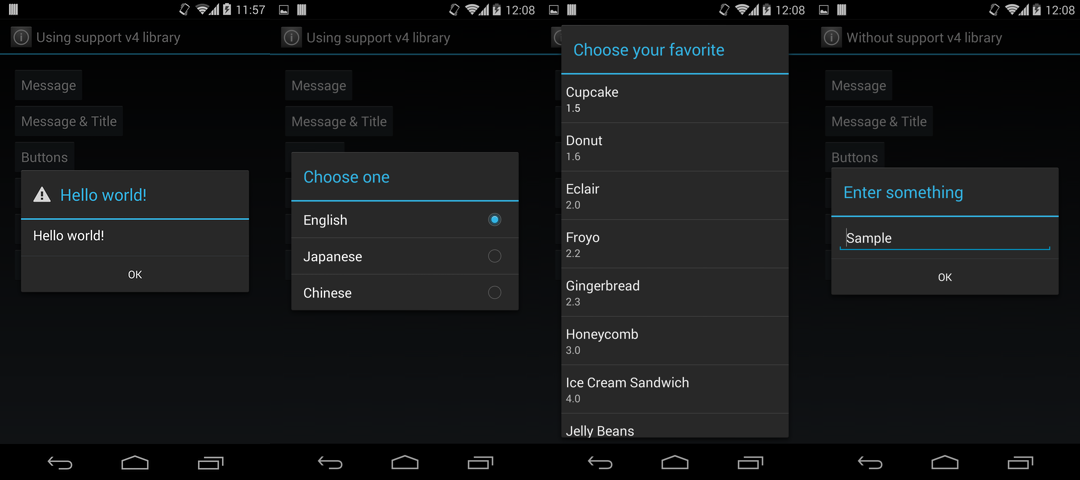 11:57
Using support v4 library
Message
Message & Title
Buttons
Hello world!
Hello world!
OK
12:08
Using support v4 library
Message
Message & Title
Choose one
English
Japanese
Chinese
12:08
Choose your favorite
Cupcake
1.5
Donut
1.6
Eclair
2.0
Froyo
2.2
Gingerbread
2.3
Honeycomb
3.0
Ice Cream Sandwich
4.0
Jelly Beans
12:08
Without support v4 library
Message
Message & Title
Buttons
Enter something
Sample
OK